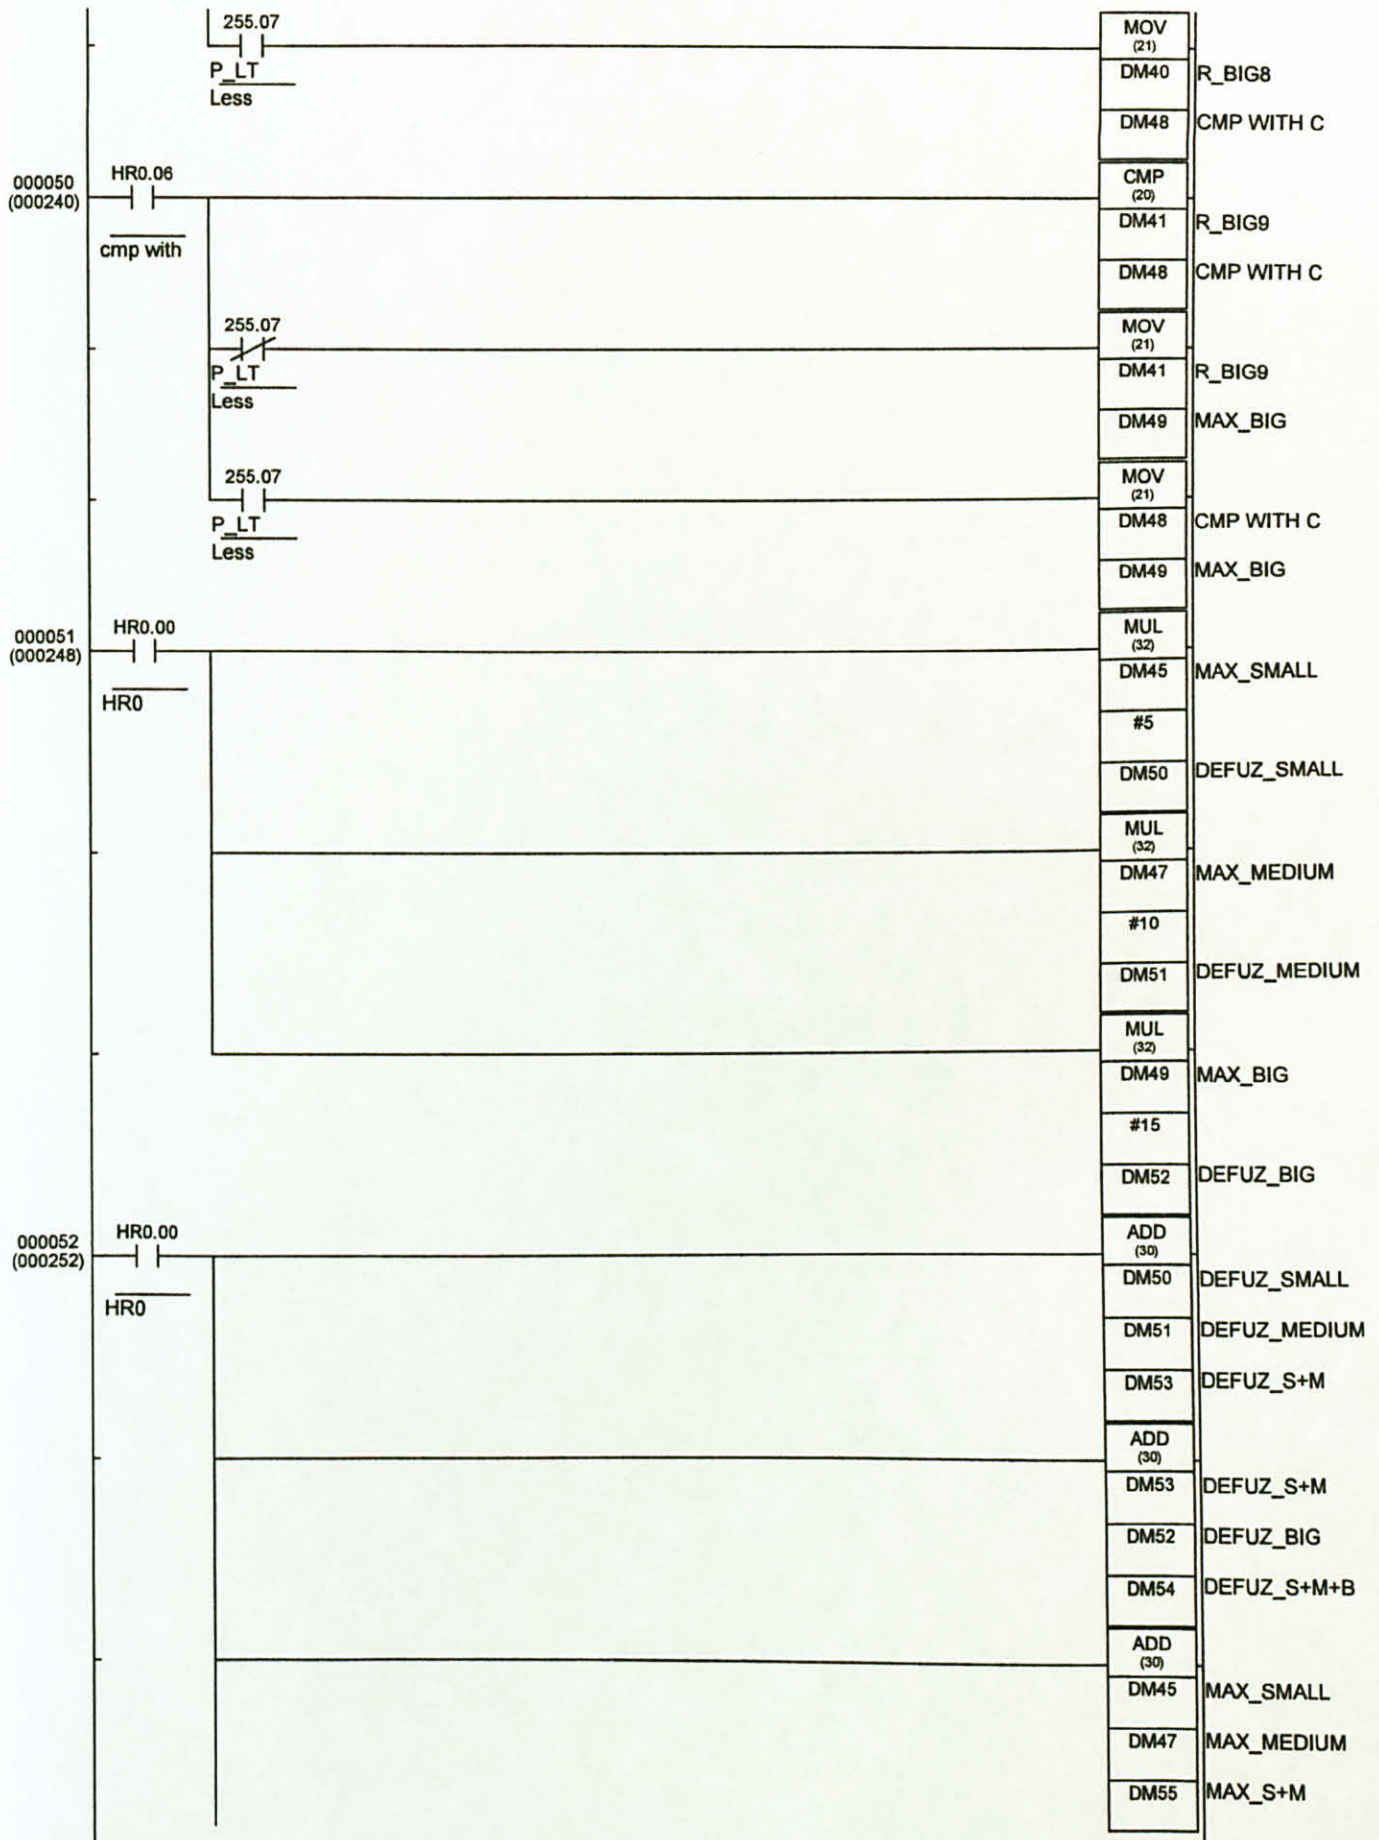 255.07
P_LT
Less
MOV
(21)
DM40 R_BIG8
DM48 CMP WITH C
000050
(000240)
HR0.06
cmp with
CMP
(20)
DM41 R_BIG9
DM48 CMP WITH C
255.07
P_LT
Less
MOV
(21)
DM41 R_BIG9
DM49 MAX_BIG
255.07
P_LT
Less
MOV
(21)
DM48 CMP WITH C
DM49 MAX_BIG
000051
(000248)
HR0.00
HR0
MUL
(32)
DM45 MAX_SMALL
#5
DM50 DEFUZ_SMALL
MUL
(32)
DM47 MAX_MEDIUM
#10
DM51 DEFUZ_MEDIUM
MUL
(32)
DM49 MAX_BIG
#15
DM52 DEFUZ_BIG
000052
(000252)
HR0.00
HR0
ADD
(30)
DM50 DEFUZ_SMALL
DM51 DEFUZ_MEDIUM
DM53 DEFUZ_S+M
ADD
(30)
DM53 DEFUZ_S+M
DM52 DEFUZ_BIG
DM54 DEFUZ_S+M+B
ADD
(30)
DM45 MAX_SMALL
DM47 MAX_MEDIUM
DM55 MAX_S+M